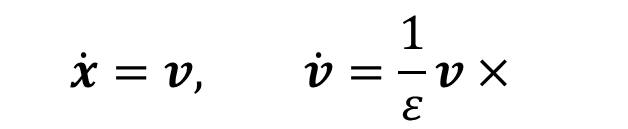 ẋ = v, v̇ = 1/ε v ×